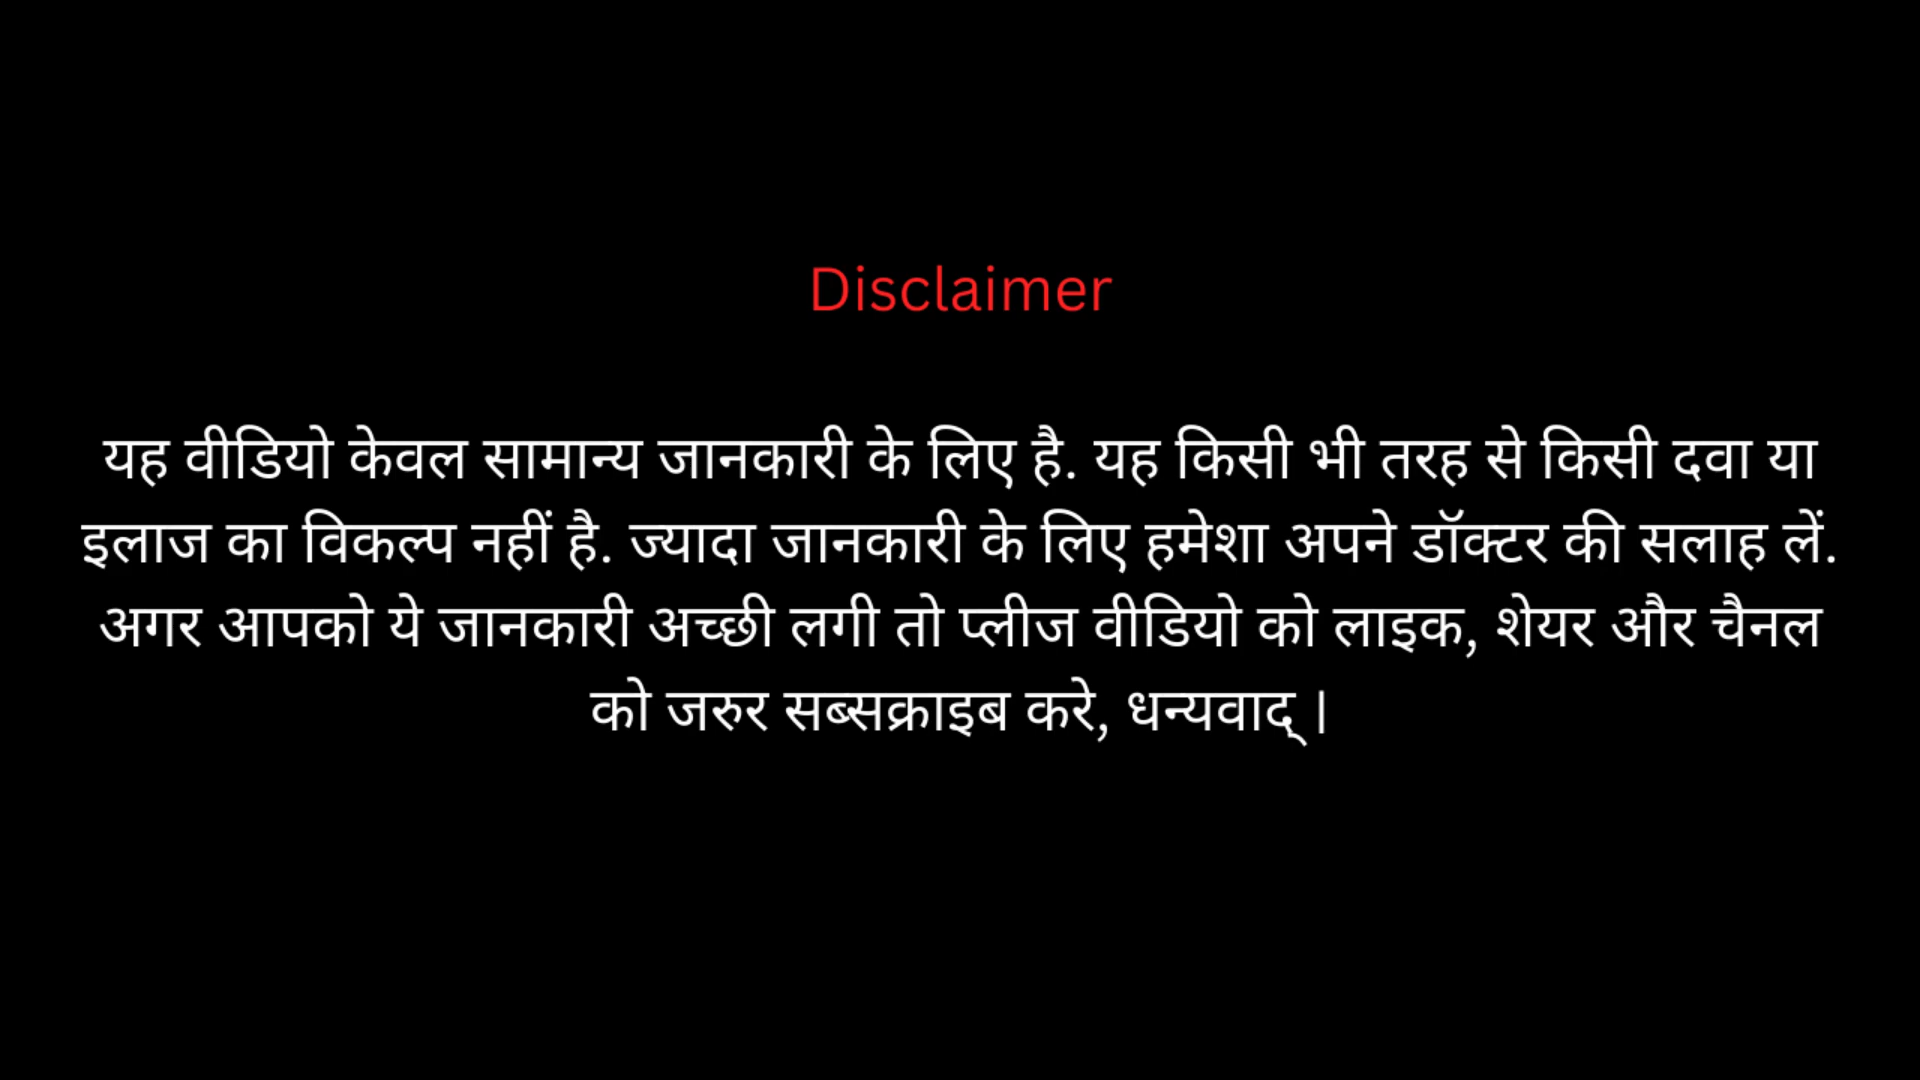 Disclaimer
यह वीडियो केवल सामान्य जानकारी के लिए है. यह किसी भी तरह से किसी दवा या
इलाज का विकल्प नहीं है. ज्यादा जानकारी के लिए हमेशा अपने डॉक्टर की सलाह लें.
अगर आपको ये जानकारी अच्छी लगी तो प्लीज वीडियो को लाइक, शेयर और चैनल
को जरुर सब्सक्राइब करे, धन्यवाद् ।